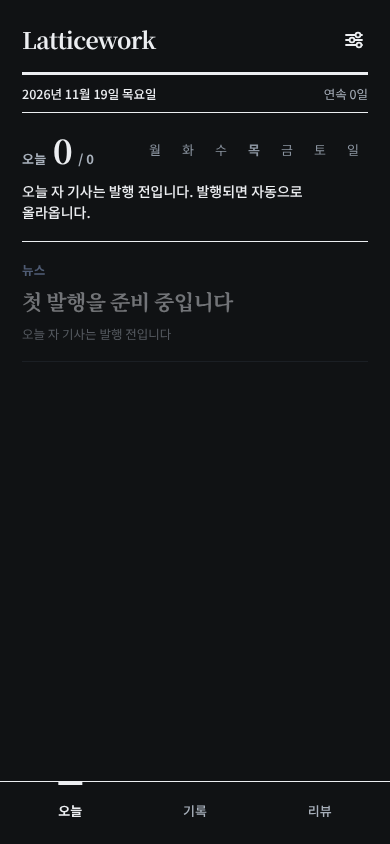 Latticework
2026년 11월 19일 목요일 연속 0일
오늘 0 / 0 월 화 수 목 금 토 일
오늘 자 기사는 발행 전입니다. 발행되면 자동으로
올라옵니다.
뉴스
첫 발행을 준비 중입니다
오늘 자 기사는 발행 전입니다
오늘 기록 리뷰